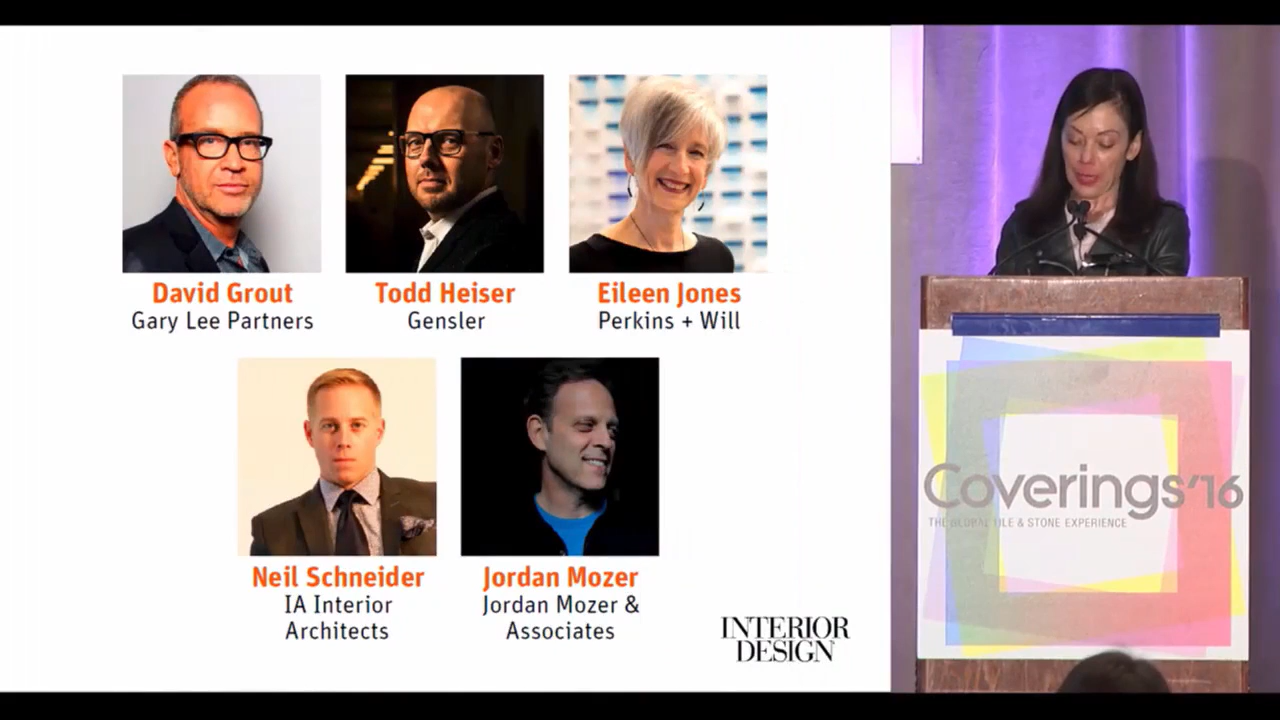 David Grout
Gary Lee Partners
Todd Heiser
Gensler
Eileen Jones
Perkins + Will
Neil Schneider
IA Interior
Architects
Jordan Mozer
Jordan Mozer &
Associates
INTERIOR
DESIGN
Coverings'16
THE GLOBAL TILE & STONE EXPERIENCE